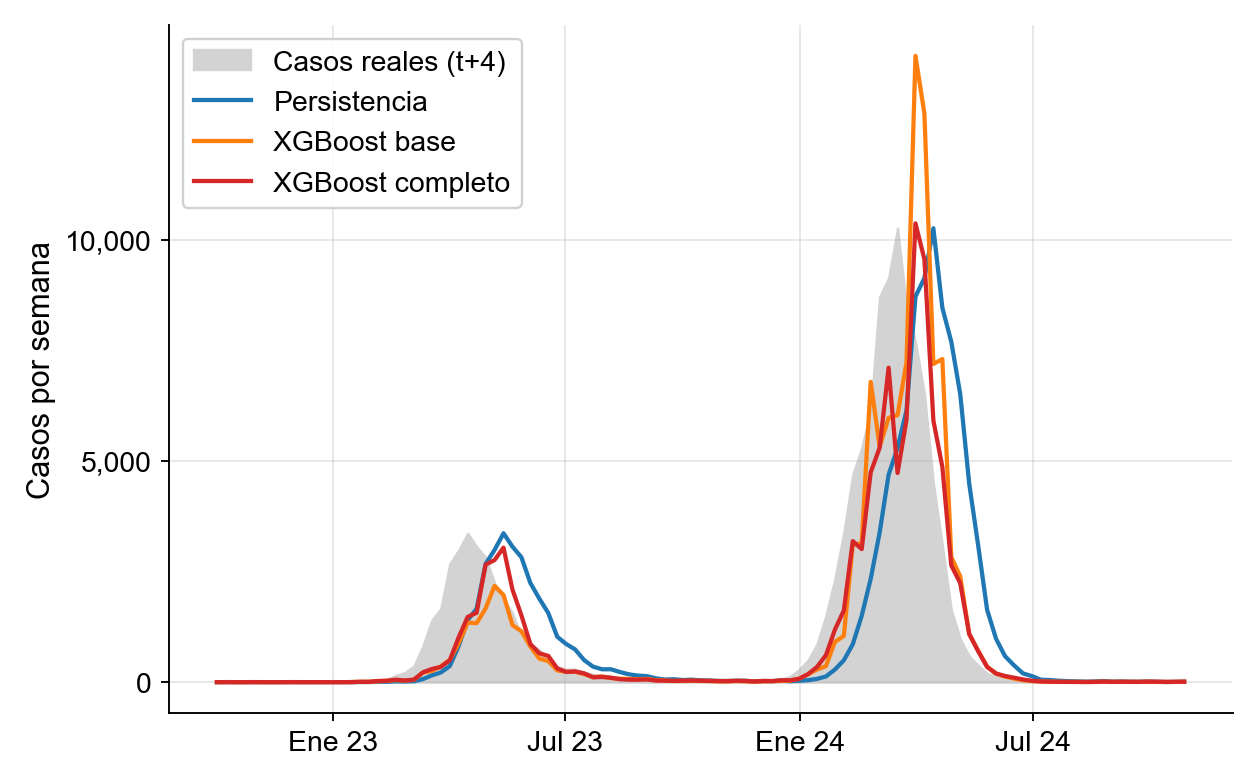 Casos reales (t+4)
Persistencia
XGBoost base
XGBoost completo
Casos por semana
10,000
5,000
0
Ene 23
Jul 23
Ene 24
Jul 24